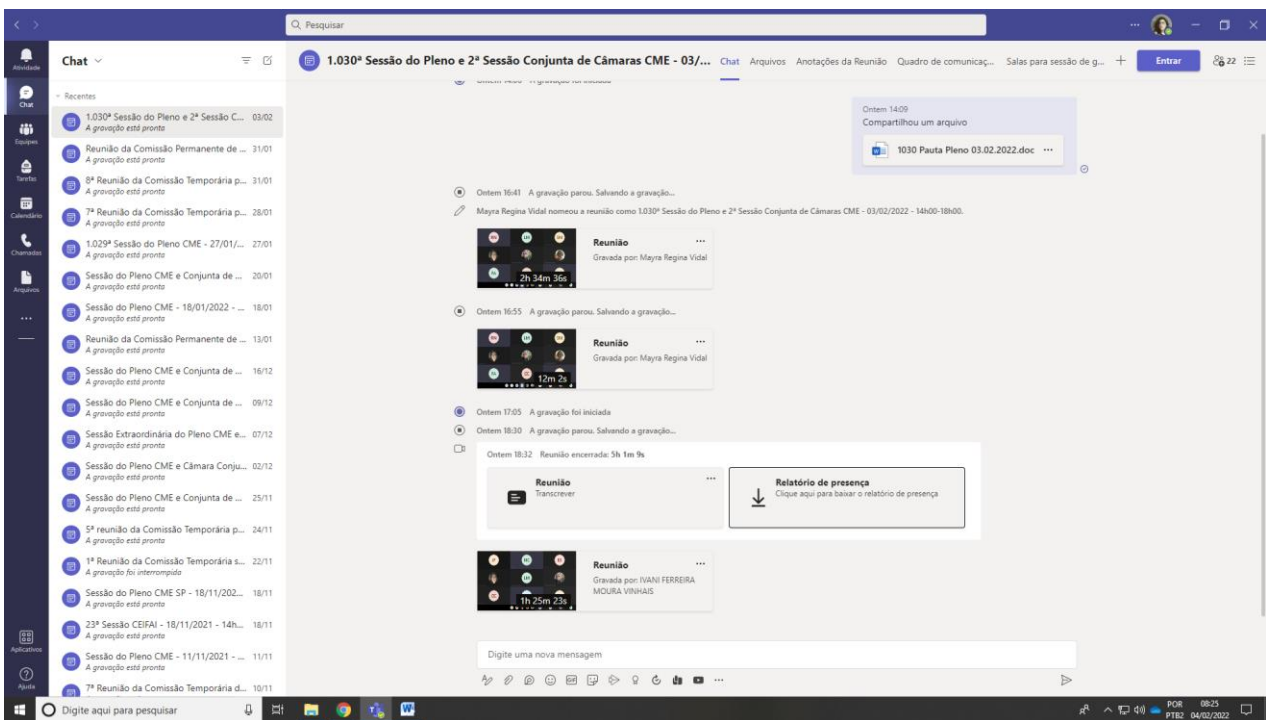 Pesquisar
Atividade
Chat
Equipes
Tarefas
Calendário
Chamadas
Arquivos
Aplicativos
Ajuda
Chat
Recentes
1.030ª Sessão do Pleno e 2ª Sessão C... 03/02
A gravação está pronta
Reunião da Comissão Permanente de ... 31/01
A gravação está pronta
8ª Reunião da Comissão Temporária p... 31/01
A gravação está pronta
7ª Reunião da Comissão Temporária p... 28/01
A gravação está pronta
1.029ª Sessão do Pleno CME - 27/01/... 27/01
A gravação está pronta
Sessão do Pleno CME e Conjunta de ... 20/01
A gravação está pronta
Sessão do Pleno CME - 18/01/2022 - ... 18/01
A gravação está pronta
Reunião da Comissão Permanente de ... 13/01
A gravação está pronta
Sessão do Pleno CME e Conjunta de ... 16/12
A gravação está pronta
Sessão do Pleno CME e Conjunta de ... 09/12
A gravação está pronta
Sessão Extraordinária do Pleno CME e... 07/12
A gravação está pronta
Sessão do Pleno CME e Câmara Conju... 02/12
A gravação está pronta
Sessão do Pleno CME e Conjunta de ... 25/11
A gravação está pronta
5ª reunião da Comissão Temporária p... 24/11
A gravação está pronta
1ª Reunião da Comissão Temporária s... 22/11
A gravação foi interrompida
Sessão do Pleno CME SP - 18/11/202... 18/11
A gravação está pronta
23ª Sessão CEIFAI - 18/11/2021 - 14h... 18/11
A gravação está pronta
Sessão do Pleno CME - 11/11/2021 - ... 11/11
A gravação está pronta
7ª Reunião da Comissão Temporária d... 10/11
1.030ª Sessão do Pleno e 2ª Sessão Conjunta de Câmaras CME - 03/... Chat Arquivos Anotações da Reunião Quadro de comunicaç... Salas para sessão de g... Entrar 22
Ontem 14:09
Compartilhou um arquivo
1030 Pauta Pleno 03.02.2022.doc ...
Ontem 16:41 A gravação parou. Salvando a gravação...
Mayra Regina Vidal nomeou a reunião como 1.030ª Sessão do Pleno e 2ª Sessão Conjunta de Câmaras CME - 03/02/2022 - 14h00-18h00.
Reunião ...
Gravada por: Mayra Regina Vidal
2h 34m 36s
Ontem 16:55 A gravação parou. Salvando a gravação...
Reunião ...
Gravada por: Mayra Regina Vidal
12m 2s
Ontem 17:05 A gravação foi iniciada
Ontem 18:30 A gravação parou. Salvando a gravação...
Ontem 18:32 Reunião encerrada: 5h 1m 9s
Reunião ...
Transcrever
Relatório de presença
Clique aqui para baixar o relatório de presença
Reunião ...
Gravada por: IVANI FERREIRA
MOURA VINHAIS
1h 25m 23s
Digite uma nova mensagem
Digite aqui para pesquisar
POR 08:25
PTB2 04/02/2022